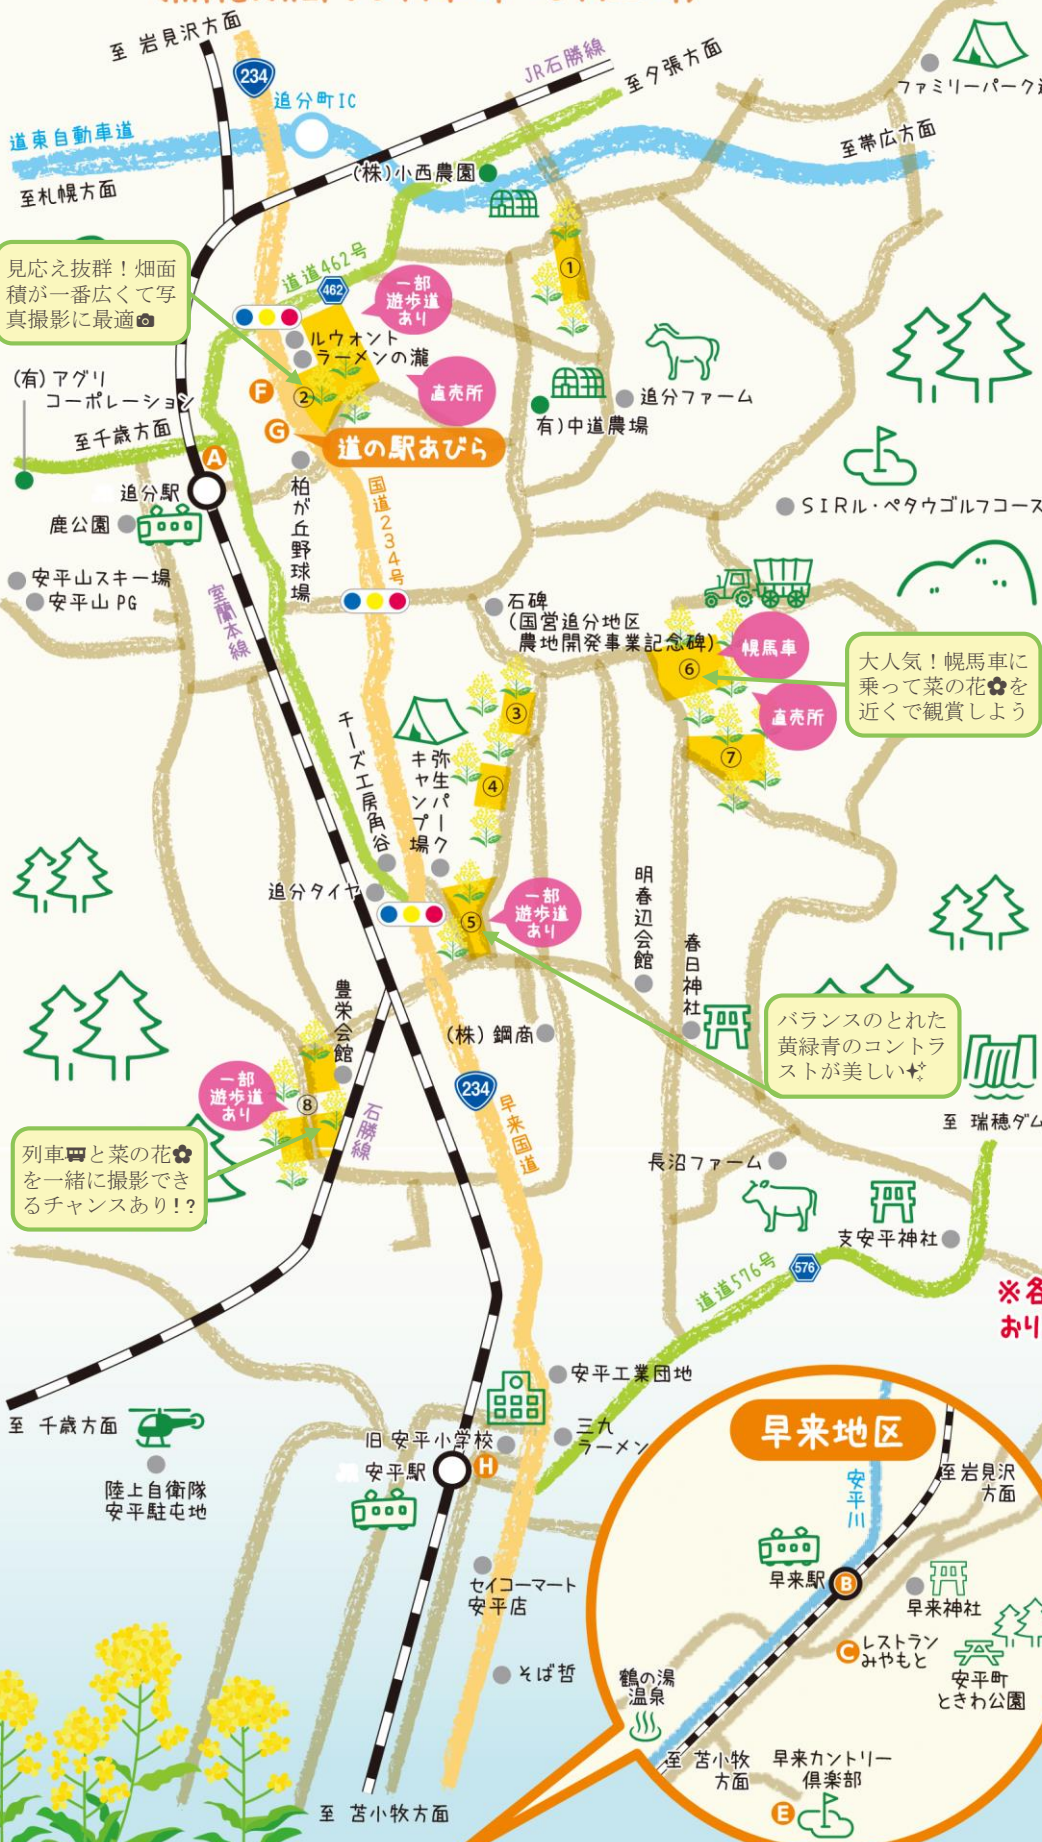 至 岩見沢方面
234
追分町IC
JR石勝線
至夕張方面
ファミリーパーク追
道東自動車道
至札幌方面
(株)小西農園
至帯広方面
見応え抜群！畑面
積が一番広くて写
真撮影に最適📷
道道462号
462
一部
遊歩道
あり
①
ルウォント
ラーメンの瀧
直売所
②
F
G
道の駅あびら
(有)アグリ
コーポレーション
至千歳方面
A
追分駅
鹿公園
安平山スキー場
安平山 PG
柏が丘野球場
国道234号
追分ファーム
有)中道農場
SIRル・ペタウゴルフコース
室蘭本線
石碑
(国営追分地区
農地開発事業記念碑)
幌馬車
⑥
直売所
⑦
大人気！幌馬車に
乗って菜の花✿を
近くで観賞しよう
③
④
チーズ工房角谷
弥生パーク
キャンプ場
追分タイヤ
⑤
一部
遊歩道
あり
明春辺会館
春日神社
バランスのとれた
黄緑青のコントラ
ストが美しい✨
豊栄会館
(株)鋼商
234
早来国道
一部
遊歩道
あり
⑧
石勝線
列車🚃と菜の花✿
を一緒に撮影でき
るチャンスあり!?
至 瑞穂ダム
長沼ファーム
支安平神社
道道576号
576
※各
おり
至 千歳方面
陸上自衛隊
安平駐屯地
安平工業団地
旧 安平小学校
三九
ラーメン
安平駅
H
セイコーマート
安平店
そば哲
至 苫小牧方面
早来地区
安平川
至岩見沢
方面
早来駅
B
早来神社
C
レストラン
みやもと
安平町
ときわ公園
鶴の湯
温泉
至 苫小牧
方面
早来カントリー
倶楽部
E